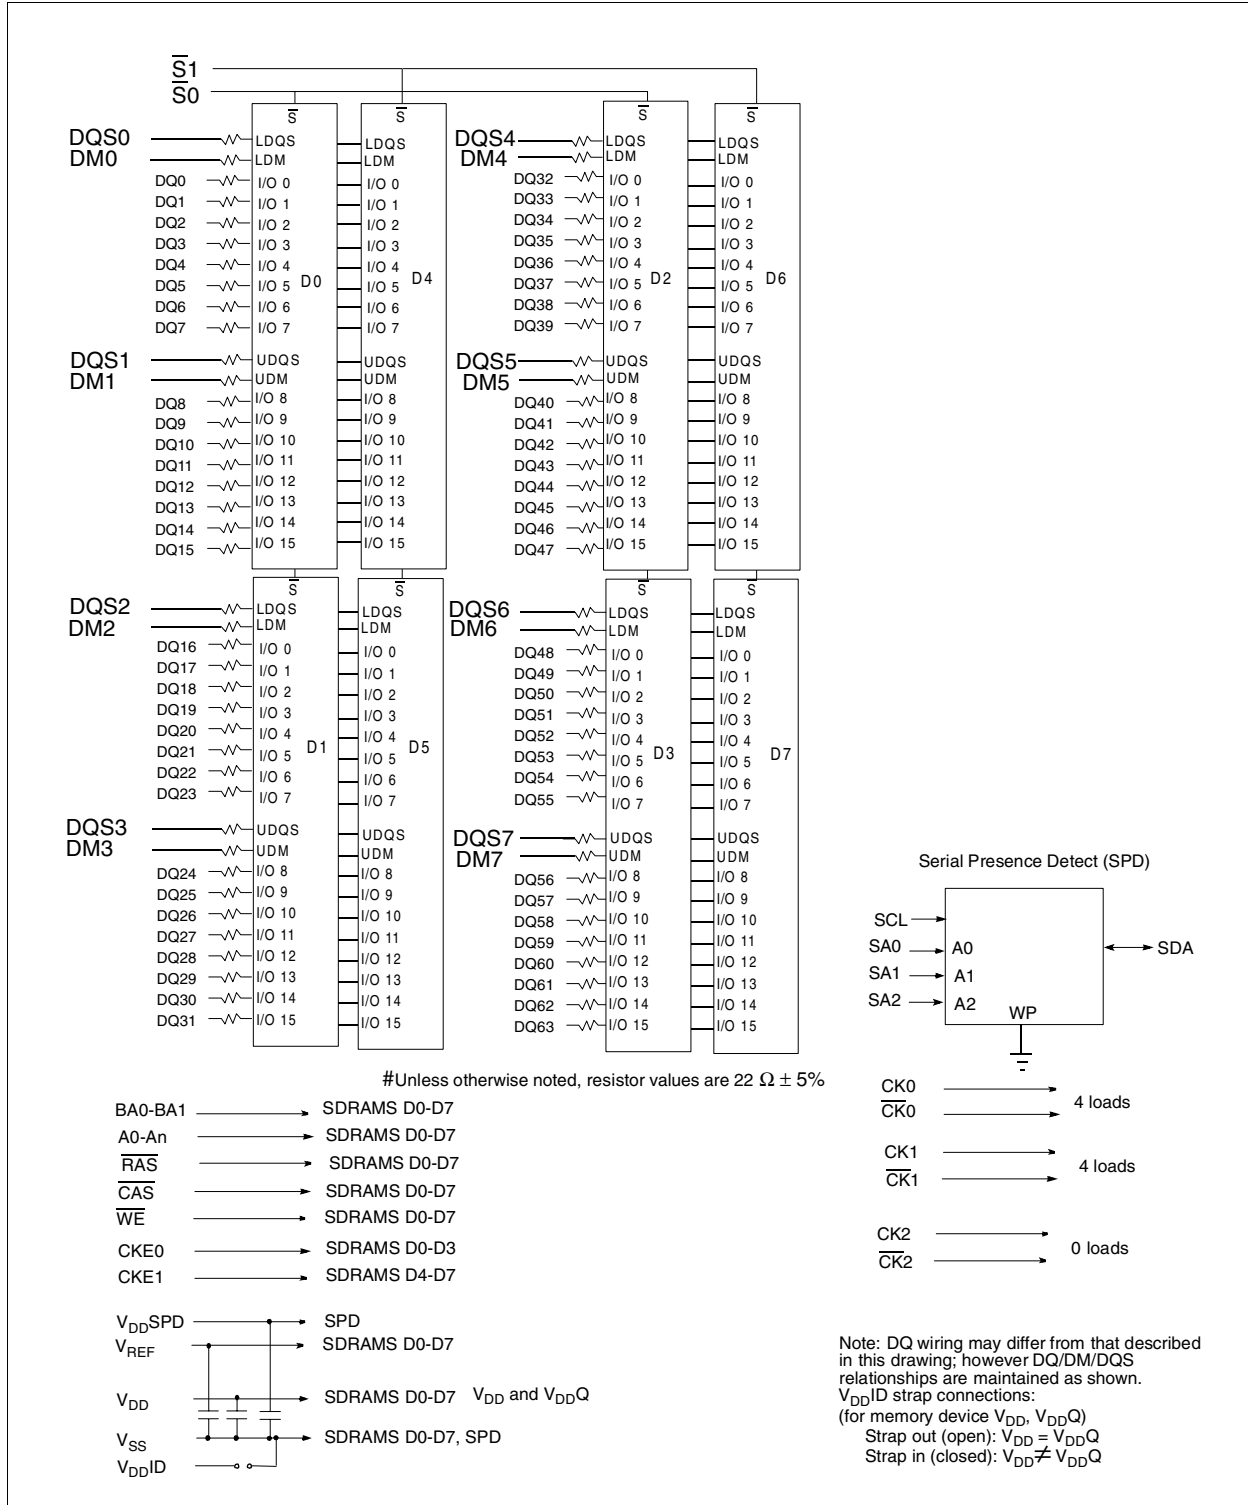 S̅1
S̅0
S̅ S̅ S̅ S̅
DQS0 LDQS LDQS DQS4 LDQS LDQS
DM0 LDM LDM DM4 LDM LDM
DQ0 I/O 0 I/O 0 DQ32 I/O 0 I/O 0
DQ1 I/O 1 I/O 1 DQ33 I/O 1 I/O 1
DQ2 I/O 2 I/O 2 DQ34 I/O 2 I/O 2
DQ3 I/O 3 I/O 3 DQ35 I/O 3 I/O 3
DQ4 I/O 4 I/O 4 DQ36 I/O 4 I/O 4
D0 D4 D2 D6
DQ5 I/O 5 I/O 5 DQ37 I/O 5 I/O 5
DQ6 I/O 6 I/O 6 DQ38 I/O 6 I/O 6
DQ7 I/O 7 I/O 7 DQ39 I/O 7 I/O 7
DQS1 UDQS UDQS DQS5 UDQS UDQS
DM1 UDM UDM DM5 UDM UDM
DQ8 I/O 8 I/O 8 DQ40 I/O 8 I/O 8
DQ9 I/O 9 I/O 9 DQ41 I/O 9 I/O 9
DQ10 I/O 10 I/O 10 DQ42 I/O 10 I/O 10
DQ11 I/O 11 I/O 11 DQ43 I/O 11 I/O 11
DQ12 I/O 12 I/O 12 DQ44 I/O 12 I/O 12
DQ13 I/O 13 I/O 13 DQ45 I/O 13 I/O 13
DQ14 I/O 14 I/O 14 DQ46 I/O 14 I/O 14
DQ15 I/O 15 I/O 15 DQ47 I/O 15 I/O 15
S̅ S̅ S̅ S̅
DQS2 LDQS LDQS DQS6 LDQS LDQS
DM2 LDM LDM DM6 LDM LDM
DQ16 I/O 0 I/O 0 DQ48 I/O 0 I/O 0
DQ17 I/O 1 I/O 1 DQ49 I/O 1 I/O 1
DQ18 I/O 2 I/O 2 DQ50 I/O 2 I/O 2
DQ19 I/O 3 I/O 3 DQ51 I/O 3 I/O 3
DQ20 I/O 4 I/O 4 DQ52 I/O 4 I/O 4
D1 D5 D3 D7
DQ21 I/O 5 I/O 5 DQ53 I/O 5 I/O 5
DQ22 I/O 6 I/O 6 DQ54 I/O 6 I/O 6
DQ23 I/O 7 I/O 7 DQ55 I/O 7 I/O 7
DQS3 UDQS UDQS DQS7 UDQS UDQS
DM3 UDM UDM DM7 UDM UDM
DQ24 I/O 8 I/O 8 DQ56 I/O 8 I/O 8
DQ25 I/O 9 I/O 9 DQ57 I/O 9 I/O 9
DQ26 I/O 10 I/O 10 DQ58 I/O 10 I/O 10
DQ27 I/O 11 I/O 11 DQ59 I/O 11 I/O 11
DQ28 I/O 12 I/O 12 DQ60 I/O 12 I/O 12
DQ29 I/O 13 I/O 13 DQ61 I/O 13 I/O 13
DQ30 I/O 14 I/O 14 DQ62 I/O 14 I/O 14
DQ31 I/O 15 I/O 15 DQ63 I/O 15 I/O 15
Serial Presence Detect (SPD)
SCL
SA0 A0 SDA
SA1 A1
SA2 A2
WP
#Unless otherwise noted, resistor values are 22 Ω ± 5%
BA0-BA1 SDRAMS D0-D7
A0-An SDRAMS D0-D7
R̅A̅S̅ SDRAMS D0-D7
C̅A̅S̅ SDRAMS D0-D7
W̅E̅ SDRAMS D0-D7
CKE0 SDRAMS D0-D3
CKE1 SDRAMS D4-D7
CK0
C̅K̅0
4 loads
CK1
C̅K̅1
4 loads
CK2
C̅K̅2
0 loads
VDDSPD SPD
VREF SDRAMS D0-D7
VDD SDRAMS D0-D7 VDD and VDDQ
VSS SDRAMS D0-D7, SPD
VDDID
Note: DQ wiring may differ from that described
in this drawing; however DQ/DM/DQS
relationships are maintained as shown.
VDDID strap connections:
(for memory device VDD, VDDQ)
Strap out (open): VDD = VDDQ
Strap in (closed): VDD ≠ VDDQ